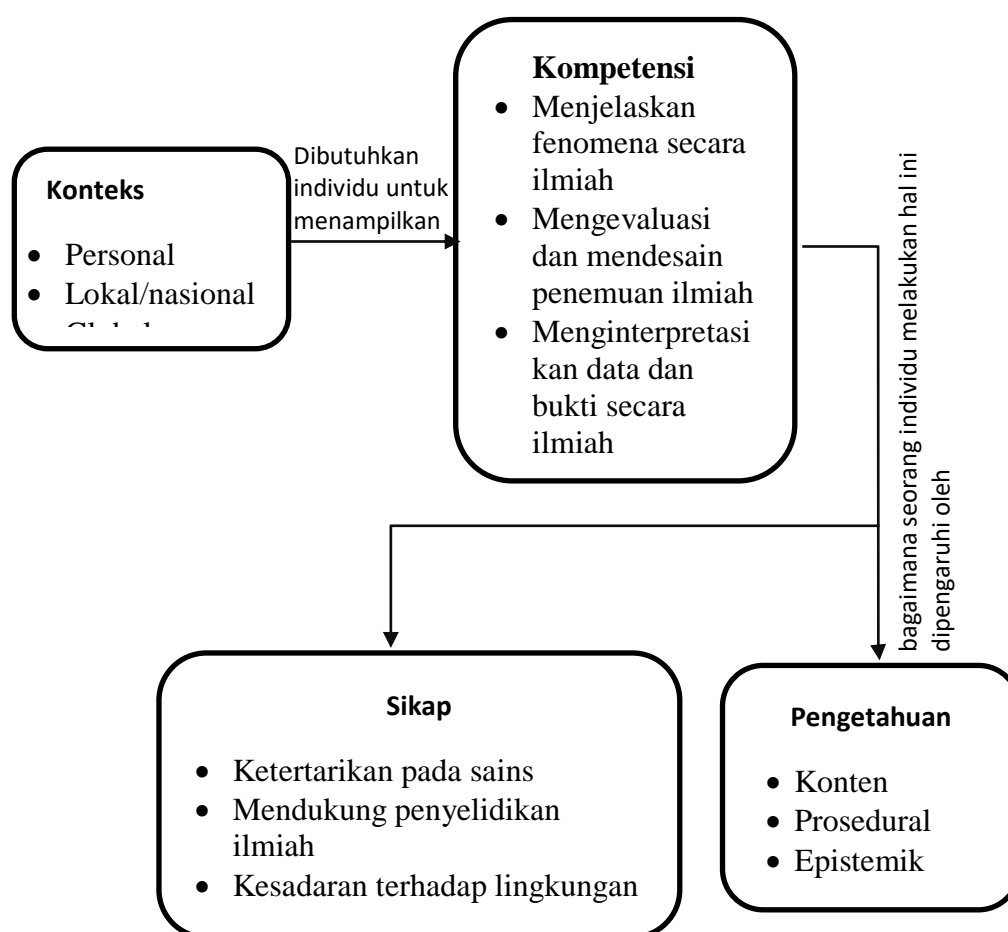 Konteks
• Personal
• Lokal/nasional
Dibutuhkan
individu untuk
menampilkan
Kompetensi
• Menjelaskan
fenomena secara
ilmiah
• Mengevaluasi
dan mendesain
penemuan ilmiah
• Menginterpretasi
kan data dan
bukti secara
ilmiah
bagaimana seorang individu melakukan hal ini
dipengaruhi oleh
Sikap
• Ketertarikan pada sains
• Mendukung penyelidikan
ilmiah
• Kesadaran terhadap lingkungan
Pengetahuan
• Konten
• Prosedural
• Epistemik